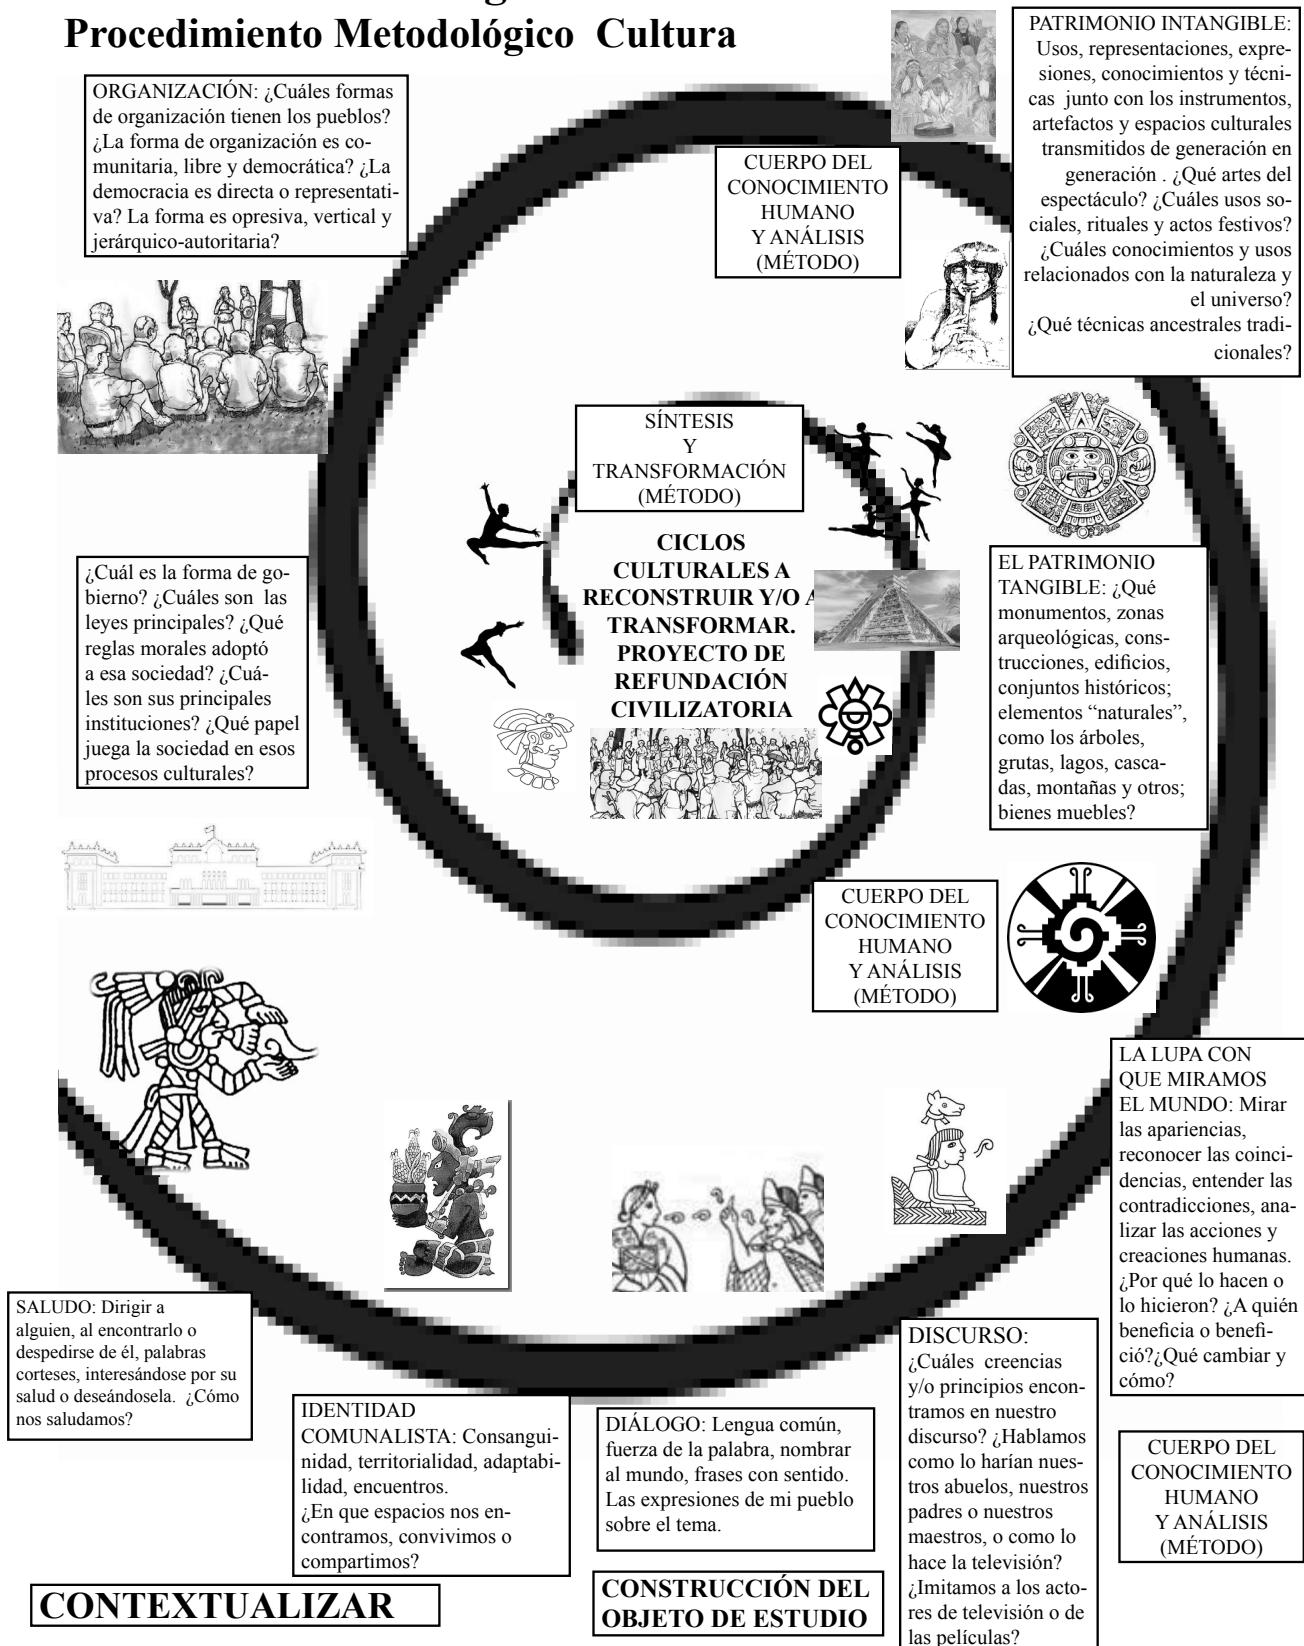 Procedimiento Metodológico Cultura
ORGANIZACIÓN: ¿Cuáles formas
de organización tienen los pueblos?
¿La forma de organización es co-
munitaria, libre y democrática? ¿La
democracia es directa o representati-
va? La forma es opresiva, vertical y
jerárquico-autoritaria?
CUERPO DEL
CONOCIMIENTO
HUMANO
Y ANÁLISIS
(MÉTODO)
PATRIMONIO INTANGIBLE:
Usos, representaciones, expre-
siones, conocimientos y técni-
cas junto con los instrumentos,
artefactos y espacios culturales
transmitidos de generación en
generación . ¿Qué artes del
espectáculo? ¿Cuáles usos so-
ciales, rituales y actos festivos?
¿Cuáles conocimientos y usos
relacionados con la naturaleza y
el universo?
¿Qué técnicas ancestrales tradi-
cionales?
SÍNTESIS
Y
TRANSFORMACIÓN
(MÉTODO)
CICLOS
CULTURALES A
RECONSTRUIR Y/O A
TRANSFORMAR.
PROYECTO DE
REFUNDACIÓN
CIVILIZATORIA
¿Cuál es la forma de go-
bierno? ¿Cuáles son las
leyes principales? ¿Qué
reglas morales adoptó
a esa sociedad? ¿Cuá-
les son sus principales
instituciones? ¿Qué papel
juega la sociedad en esos
procesos culturales?
EL PATRIMONIO
TANGIBLE: ¿Qué
monumentos, zonas
arqueológicas, cons-
trucciones, edificios,
conjuntos históricos;
elementos “naturales”,
como los árboles,
grutas, lagos, casca-
das, montañas y otros;
bienes muebles?
CUERPO DEL
CONOCIMIENTO
HUMANO
Y ANÁLISIS
(MÉTODO)
LA LUPA CON
QUE MIRAMOS
EL MUNDO: Mirar
las apariencias,
reconocer las coinci-
dencias, entender las
contradicciones, ana-
lizar las acciones y
creaciones humanas.
¿Por qué lo hacen o
lo hicieron? ¿A quién
beneficia o benefi-
ció?¿Qué cambiar y
cómo?
SALUDO: Dirigir a
alguien, al encontrarlo o
despedirse de él, palabras
corteses, interesándose por su
salud o deseándosela. ¿Cómo
nos saludamos?
IDENTIDAD
COMUNALISTA: Consangui-
nidad, territorialidad, adaptabi-
lidad, encuentros.
¿En que espacios nos en-
contramos, convivimos o
compartimos?
DIÁLOGO: Lengua común,
fuerza de la palabra, nombrar
al mundo, frases con sentido.
Las expresiones de mi pueblo
sobre el tema.
DISCURSO:
¿Cuáles creencias
y/o principios encon-
tramos en nuestro
discurso? ¿Hablamos
como lo harían nues-
tros abuelos, nuestros
padres o nuestros
maestros, o como lo
hace la televisión?
¿Imitamos a los acto-
res de televisión o de
las películas?
CUERPO DEL
CONOCIMIENTO
HUMANO
Y ANÁLISIS
(MÉTODO)
CONTEXTUALIZAR
CONSTRUCCIÓN DEL
OBJETO DE ESTUDIO